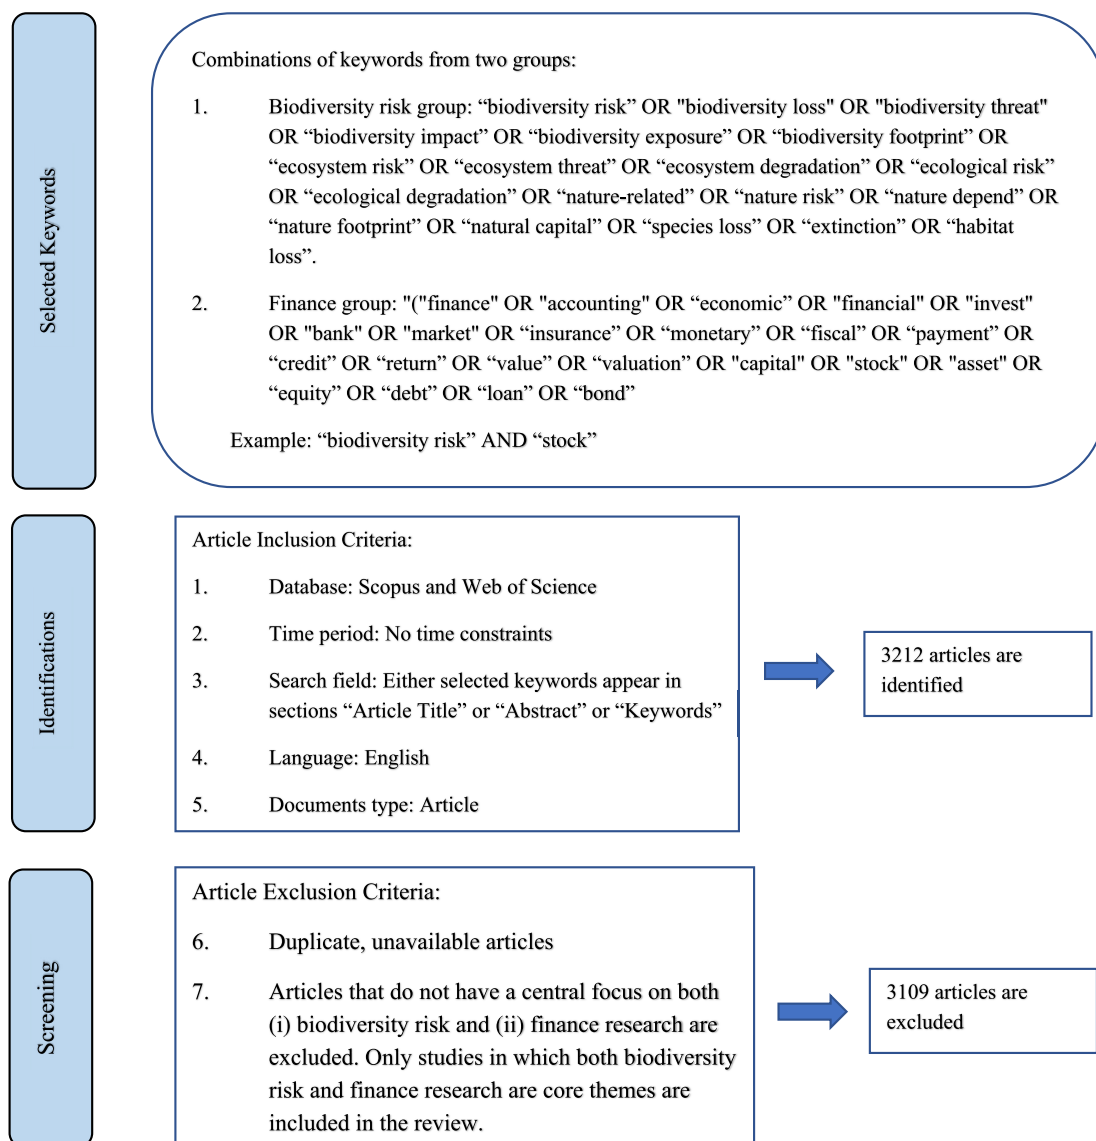 Selected Keywords
Combinations of keywords from two groups:
1. Biodiversity risk group: “biodiversity risk” OR "biodiversity loss" OR "biodiversity threat"
OR “biodiversity impact” OR “biodiversity exposure” OR “biodiversity footprint” OR
“ecosystem risk” OR “ecosystem threat” OR “ecosystem degradation” OR “ecological risk”
OR “ecological degradation” OR “nature-related” OR “nature risk” OR “nature depend” OR
“nature footprint” OR “natural capital” OR “species loss” OR “extinction” OR “habitat
loss”.
2. Finance group: "("finance" OR "accounting" OR “economic” OR "financial" OR "invest"
OR "bank" OR "market" OR “insurance” OR “monetary” OR “fiscal” OR “payment” OR
“credit” OR “return” OR “value” OR “valuation” OR "capital" OR "stock" OR "asset" OR
“equity” OR “debt” OR “loan” OR “bond”
Example: “biodiversity risk” AND “stock”
Identifications
Article Inclusion Criteria:
1. Database: Scopus and Web of Science
2. Time period: No time constraints
3. Search field: Either selected keywords appear in
sections “Article Title” or “Abstract” or “Keywords”
4. Language: English
5. Documents type: Article
3212 articles are
identified
Screening
Article Exclusion Criteria:
6. Duplicate, unavailable articles
7. Articles that do not have a central focus on both
(i) biodiversity risk and (ii) finance research are
excluded. Only studies in which both biodiversity
risk and finance research are core themes are
included in the review.
3109 articles are
excluded